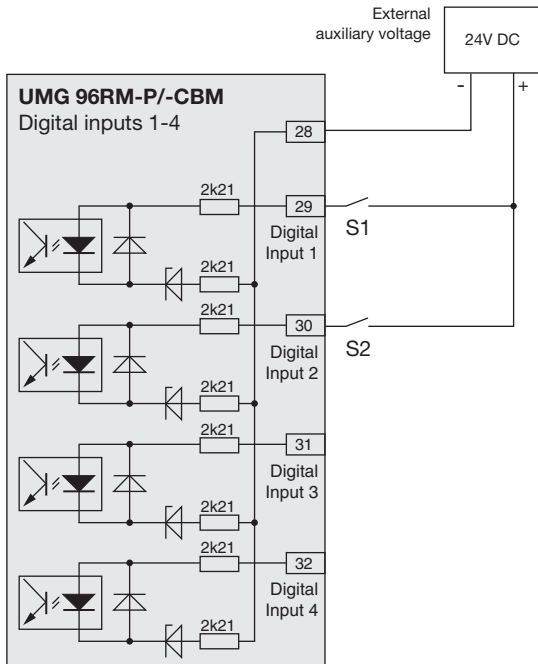 External
auxiliary voltage
24V DC
- +
UMG 96RM-P/-CBM
Digital inputs 1-4
28
2k21
29
S1
Digital
Input 1
2k21
2k21
30
S2
Digital
Input 2
2k21
2k21
31
Digital
Input 3
2k21
2k21
32
Digital
Input 4
2k21